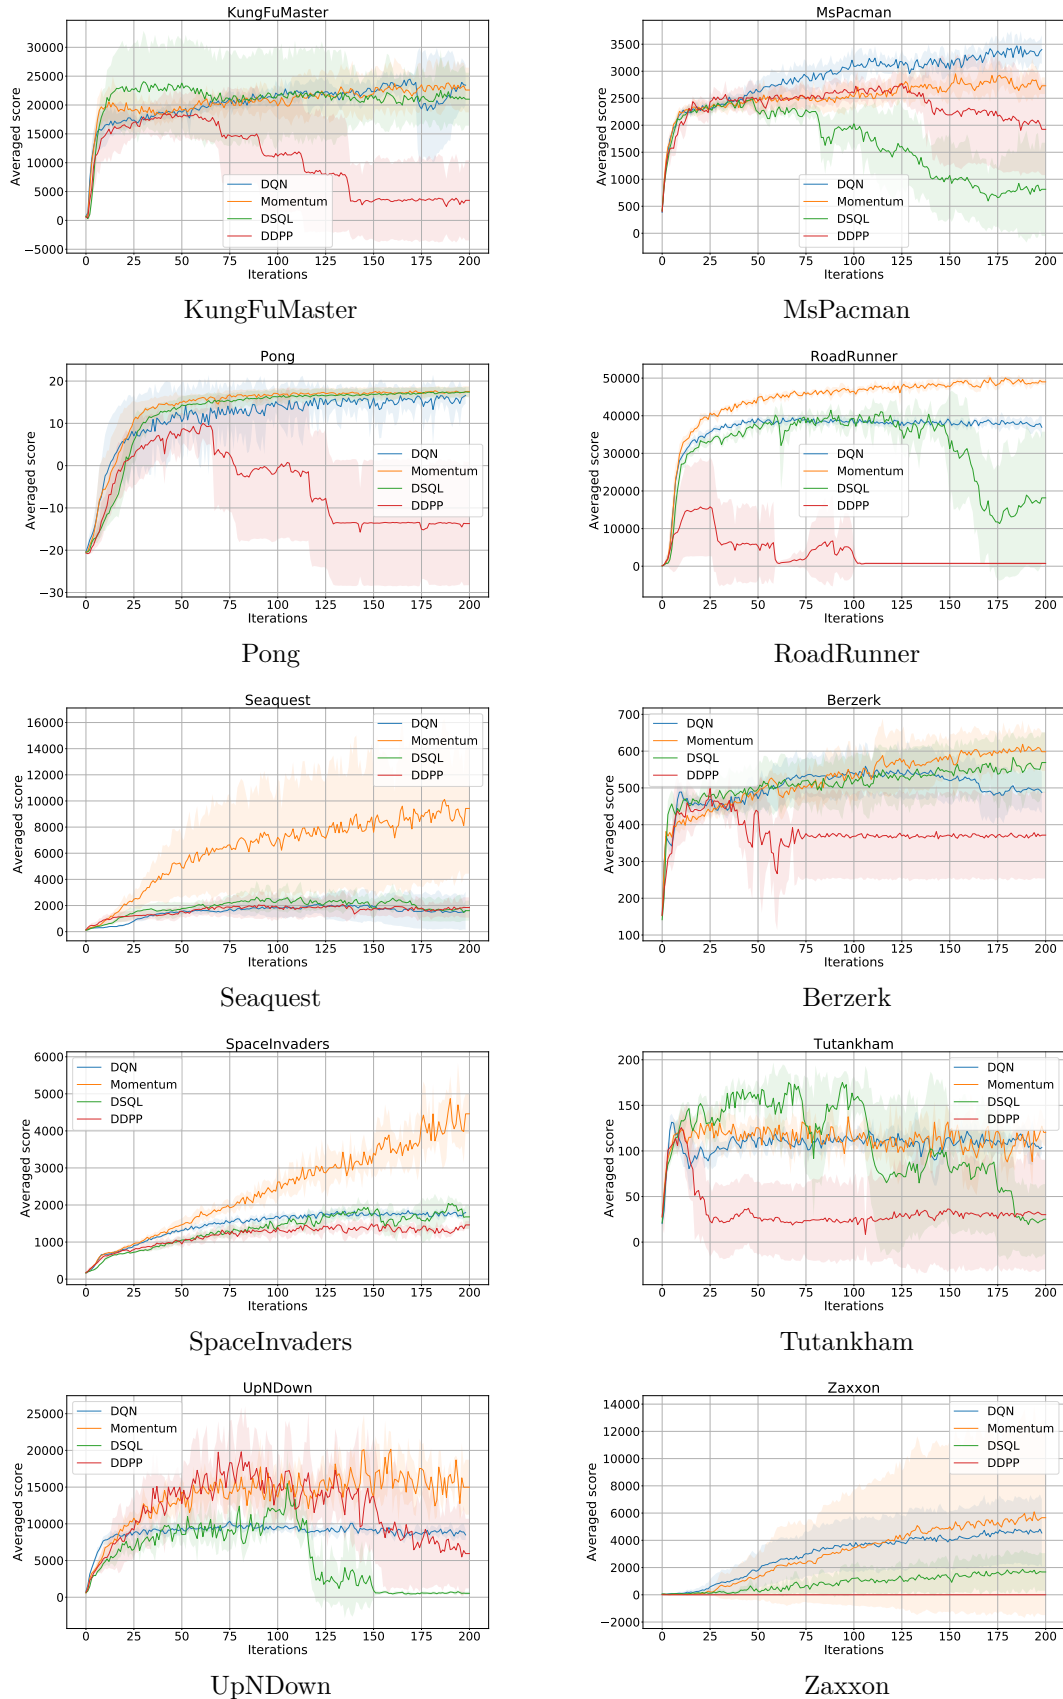 KungFuMaster
30000
25000
20000
15000
10000
5000
0
−5000
Averaged score
DQN
Momentum
DSQL
DDPP
0 25 50 75 100 125 150 175 200
Iterations
KungFuMaster
MsPacman
3500
3000
2500
2000
1500
1000
500
0
Averaged score
DQN
Momentum
DSQL
DDPP
0 25 50 75 100 125 150 175 200
Iterations
MsPacman
Pong
20
10
0
−10
−20
−30
Averaged score
DQN
Momentum
DSQL
DDPP
0 25 50 75 100 125 150 175 200
Iterations
Pong
RoadRunner
50000
40000
30000
20000
10000
0
Averaged score
DQN
Momentum
DSQL
DDPP
0 25 50 75 100 125 150 175 200
Iterations
RoadRunner
Seaquest
16000
14000
12000
10000
8000
6000
4000
2000
0
Averaged score
DQN
Momentum
DSQL
DDPP
0 25 50 75 100 125 150 175 200
Iterations
Seaquest
Berzerk
700
600
500
400
300
200
100
Averaged score
DQN
Momentum
DSQL
DDPP
0 25 50 75 100 125 150 175 200
Iterations
Berzerk
SpaceInvaders
6000
5000
4000
3000
2000
1000
0
Averaged score
DQN
Momentum
DSQL
DDPP
0 25 50 75 100 125 150 175 200
Iterations
SpaceInvaders
Tutankham
200
150
100
50
0
Averaged score
DQN
Momentum
DSQL
DDPP
0 25 50 75 100 125 150 175 200
Iterations
Tutankham
UpNDown
25000
20000
15000
10000
5000
0
Averaged score
DQN
Momentum
DSQL
DDPP
0 25 50 75 100 125 150 175 200
Iterations
UpNDown
Zaxxon
14000
12000
10000
8000
6000
4000
2000
0
−2000
Averaged score
DQN
Momentum
DSQL
DDPP
0 25 50 75 100 125 150 175 200
Iterations
Zaxxon